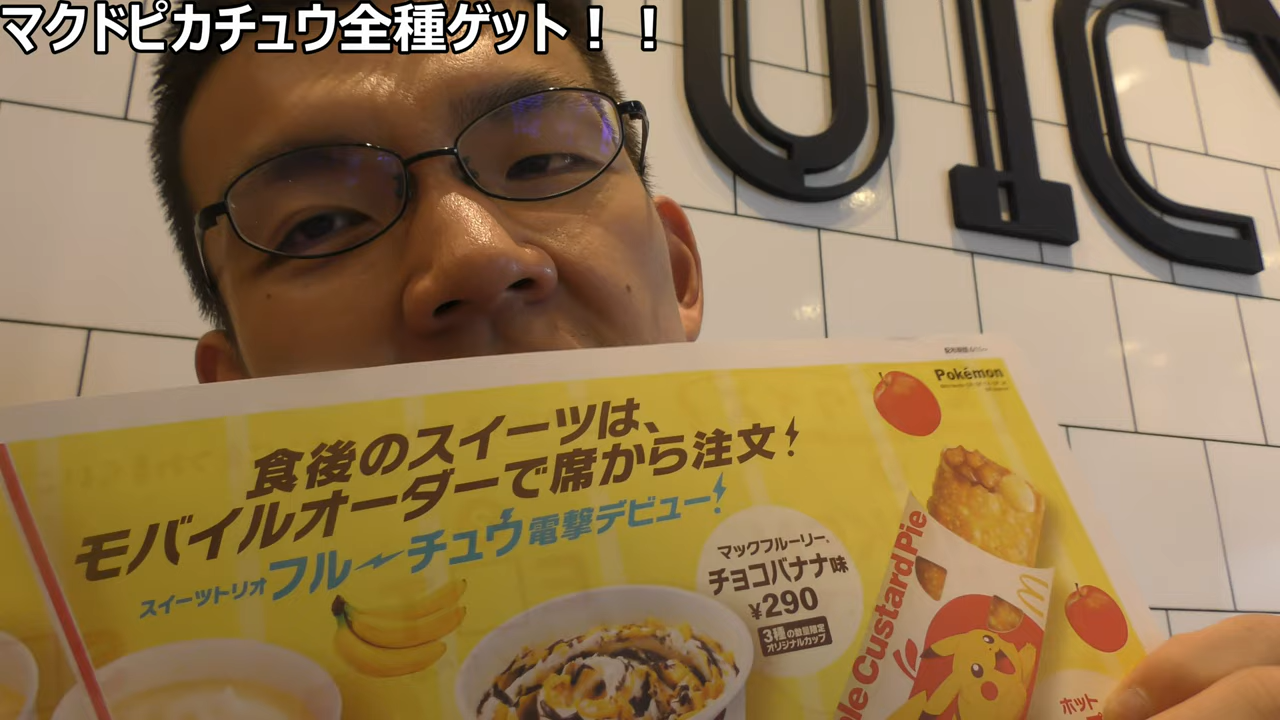 マクドピカチュウ全種ゲット！！
UICY
Pokémon
食後のスイーツは、
モバイルオーダーで席から注文！
スイーツトリオ フルーチュウ電撃デビュー！
マックフルーリー®
チョコバナナ味
¥290
3種の数量限定
オリジナルカップ
le Custard Pie
ホット